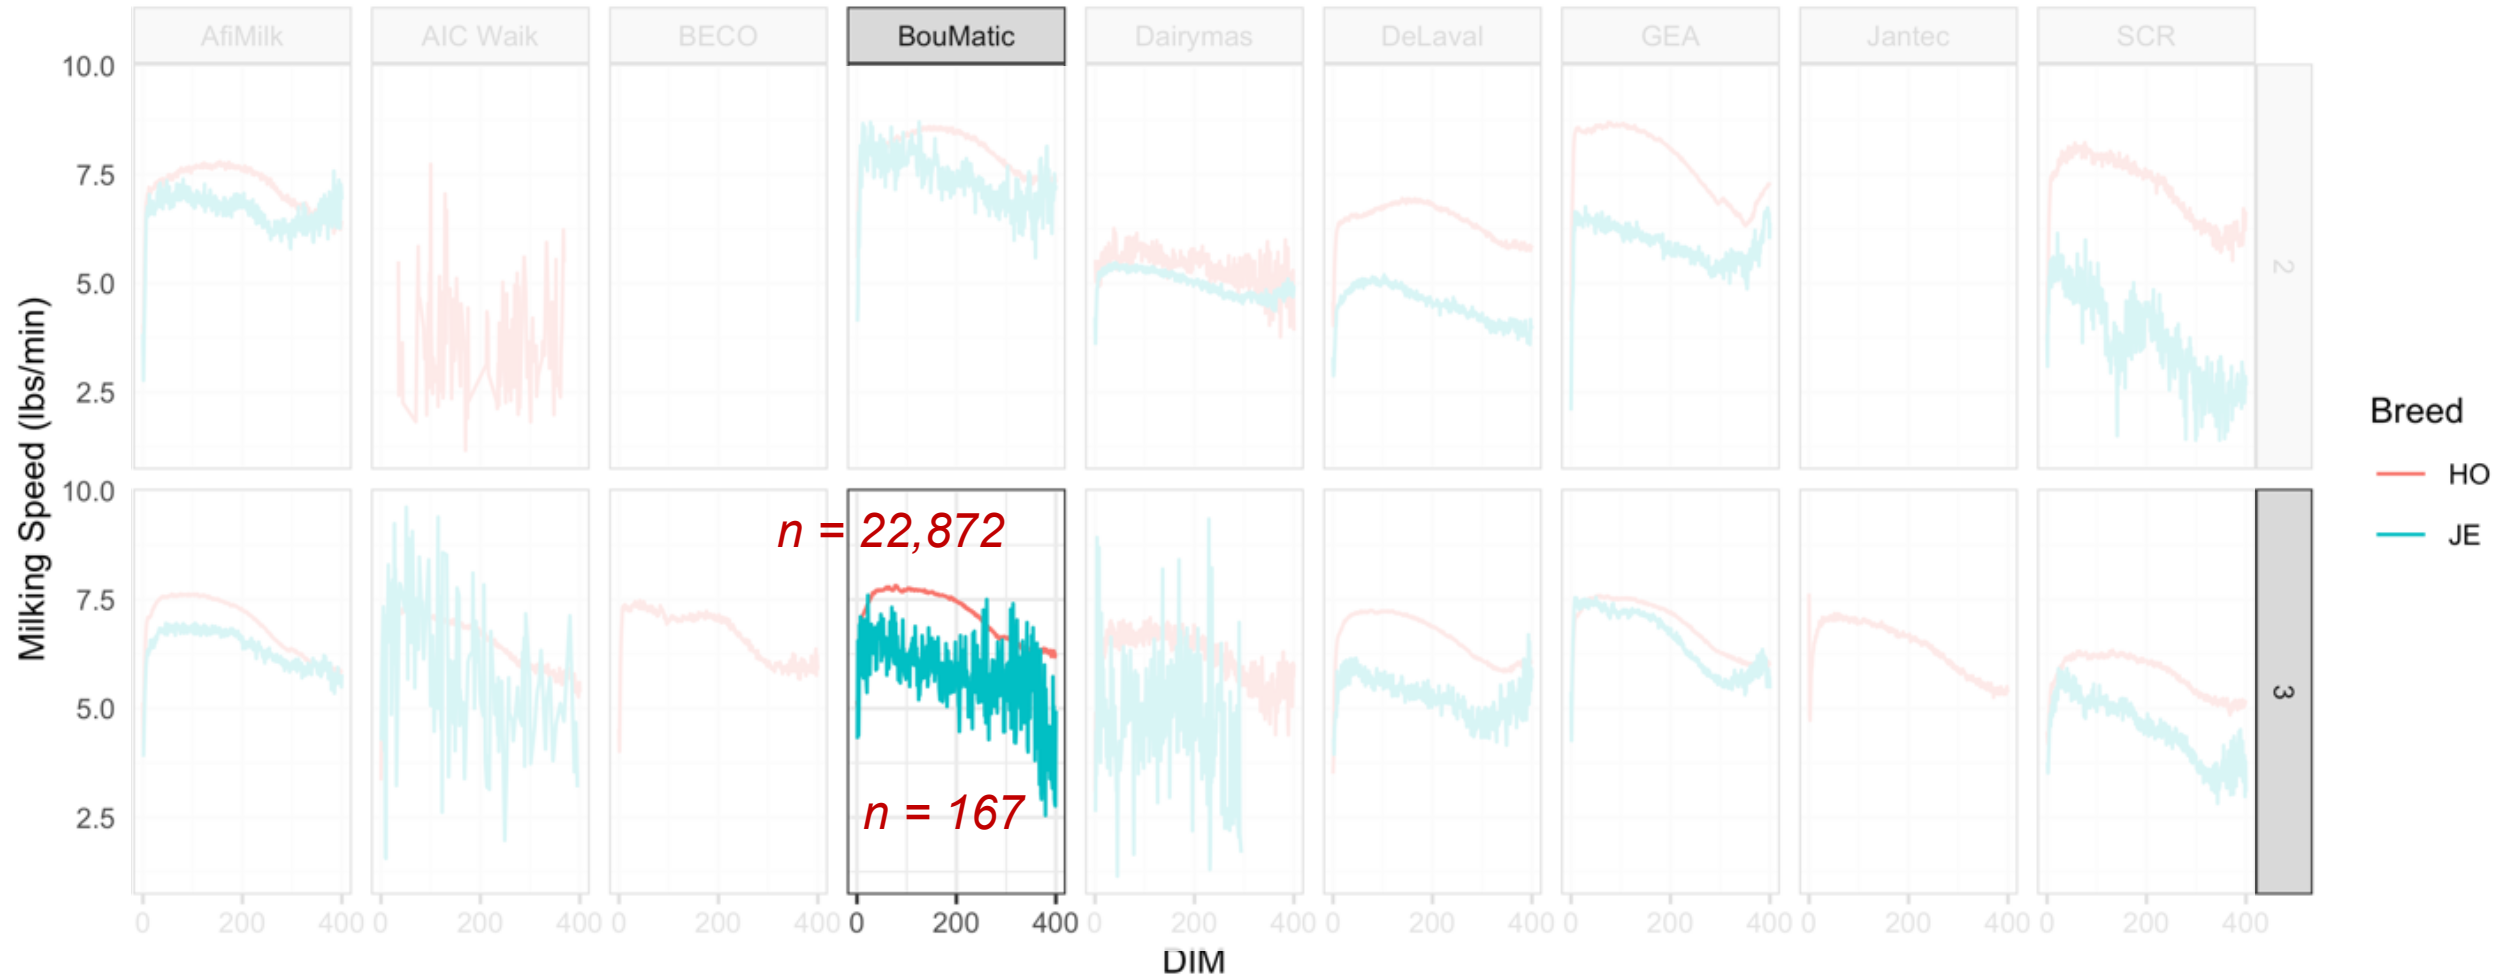 AfiMilk AIC Waik BECO BouMatic Dairymas DeLaval GEA Jantec SCR
10.0
7.5
5.0
2.5
2
10.0
7.5
5.0
2.5
3
n = 22,872
n = 167
0 200 400 0 200 400 0 200 400 0 200 400 0 200 400 0 200 400 0 200 400 0 200 400 0 200 400
DIM
Milking Speed (lbs/min)
Breed
HO
JE